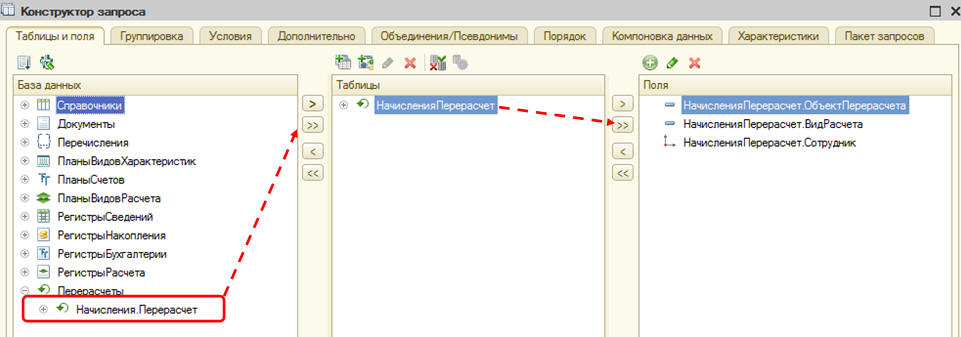 Конструктор запроса
Таблицы и поля Группировка Условия Дополнительно Объединения/Псевдонимы Порядок Компоновка данных Характеристики Пакет запросов
База данных
Справочники
Документы
Перечисления
ПланыВидовХарактеристик
ПланыСчетов
ПланыВидовРасчета
РегистрыСведений
РегистрыНакопления
РегистрыБухгалтерии
РегистрыРасчета
Перерасчеты
Начисления.Перерасчет
>
>>
<
<<
Таблицы
НачисленияПерерасчет
>
>>
<
<<
Поля
НачисленияПерерасчет.ОбъектПерерасчета
НачисленияПерерасчет.ВидРасчета
НачисленияПерерасчет.Сотрудник